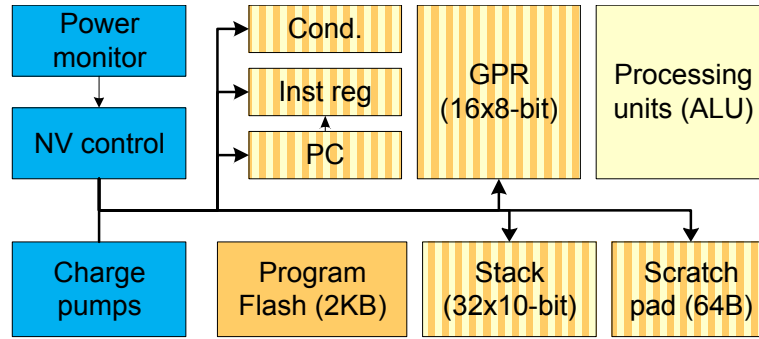 Power
monitor
Cond.
GPR
(16x8-bit)
Processing
units (ALU)
Inst reg
NV control
PC
Charge
pumps
Program
Flash (2KB)
Stack
(32x10-bit)
Scratch
pad (64B)